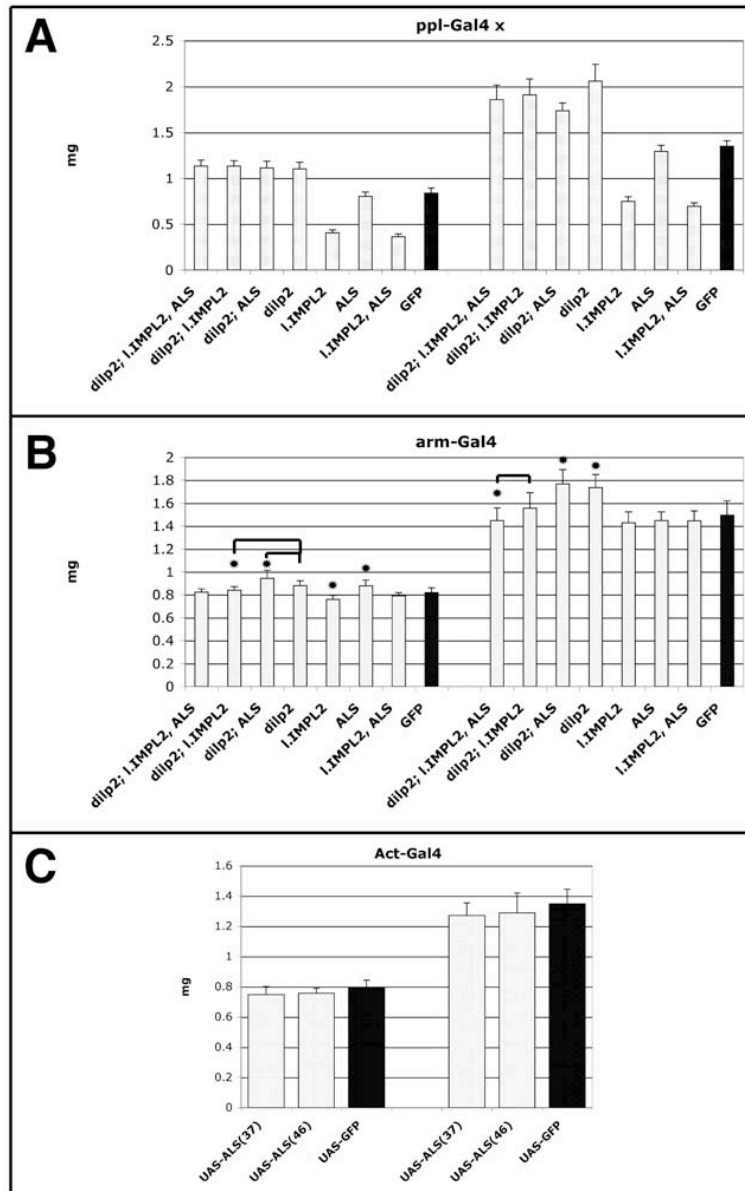 A
ppl-Gal4 x
2.5
2
1.5
1
0.5
0
mg
dilp2; l.IMPL2, ALS
dilp2; l.IMPL2
dilp2; ALS
dilp2
l.IMPL2
ALS
l.IMPL2, ALS
GFP
dilp2; l.IMPL2, ALS
dilp2; l.IMPL2
dilp2; ALS
dilp2
l.IMPL2
ALS
l.IMPL2, ALS
GFP
B
arm-Gal4
2
1.8
1.6
1.4
1.2
1
0.8
0.6
0.4
0.2
0
mg
dilp2; l.IMPL2, ALS
dilp2; l.IMPL2
dilp2; ALS
dilp2
l.IMPL2
ALS
l.IMPL2, ALS
GFP
dilp2; l.IMPL2, ALS
dilp2; l.IMPL2
dilp2; ALS
dilp2
l.IMPL2
ALS
l.IMPL2, ALS
GFP
C
Act-Gal4
1.6
1.4
1.2
1
0.8
0.6
0.4
0.2
0
mg
UAS-ALS(37)
UAS-ALS(46)
UAS-GFP
UAS-ALS(37)
UAS-ALS(46)
UAS-GFP